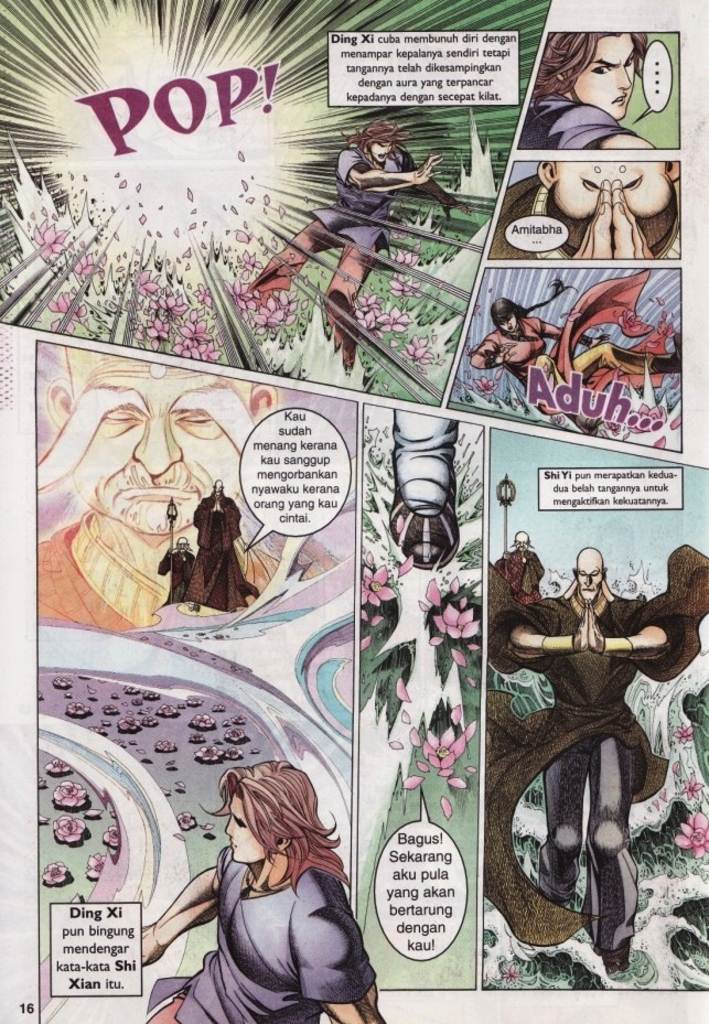 POP!
Ding Xi cuba membunuh diri dengan
menampar kepalanya sendiri tetapi
tangannya telah dikesampingkan
dengan aura yang terpancar
kepadanya dengan secepat kilat.
....
Amitabha
...
Aduh...
Kau
sudah
menang kerana
kau sanggup
mengorbankan
nyawaku kerana
orang yang kau
cintai.
Shi Yi pun merapatkan kedua-
dua belah tangannya untuk
mengaktifkan kekuatannya.
Bagus!
Sekarang
aku pula
yang akan
bertarung
dengan
kau!
Ding Xi
pun bingung
mendengar
kata-kata Shi
Xian itu.
16